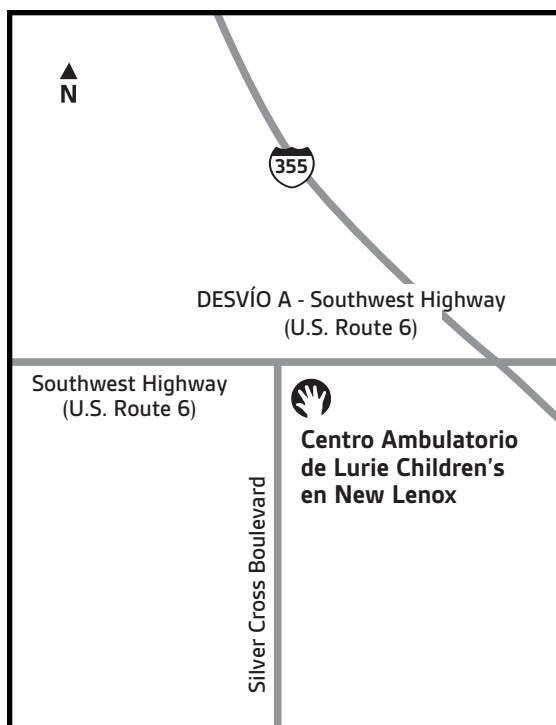 N
355
DESVÍO A - Southwest Highway
(U.S. Route 6)
Southwest Highway
(U.S. Route 6)
Centro Ambulatorio
de Lurie Children's
en New Lenox
Silver Cross Boulevard